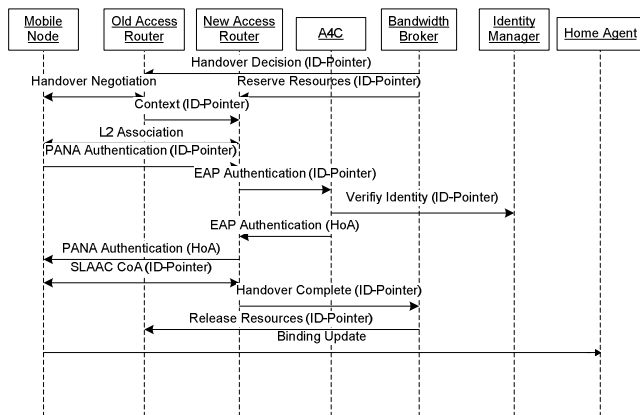 Mobile
Node
Old Access
Router
New Access
Router
A4C
Bandwidth
Broker
Identity
Manager
Home Agent
Handover Decision (ID-Pointer)
Handover Negotiation
Reserve Resources (ID-Pointer)
Context (ID-Pointer)
L2 Association
PANA Authentication (ID-Pointer)
EAP Authentication (ID-Pointer)
Verifiy Identity (ID-Pointer)
EAP Authentication (HoA)
PANA Authentication (HoA)
SLAAC CoA (ID-Pointer)
Handover Complete (ID-Pointer)
Release Resources (ID-Pointer)
Binding Update